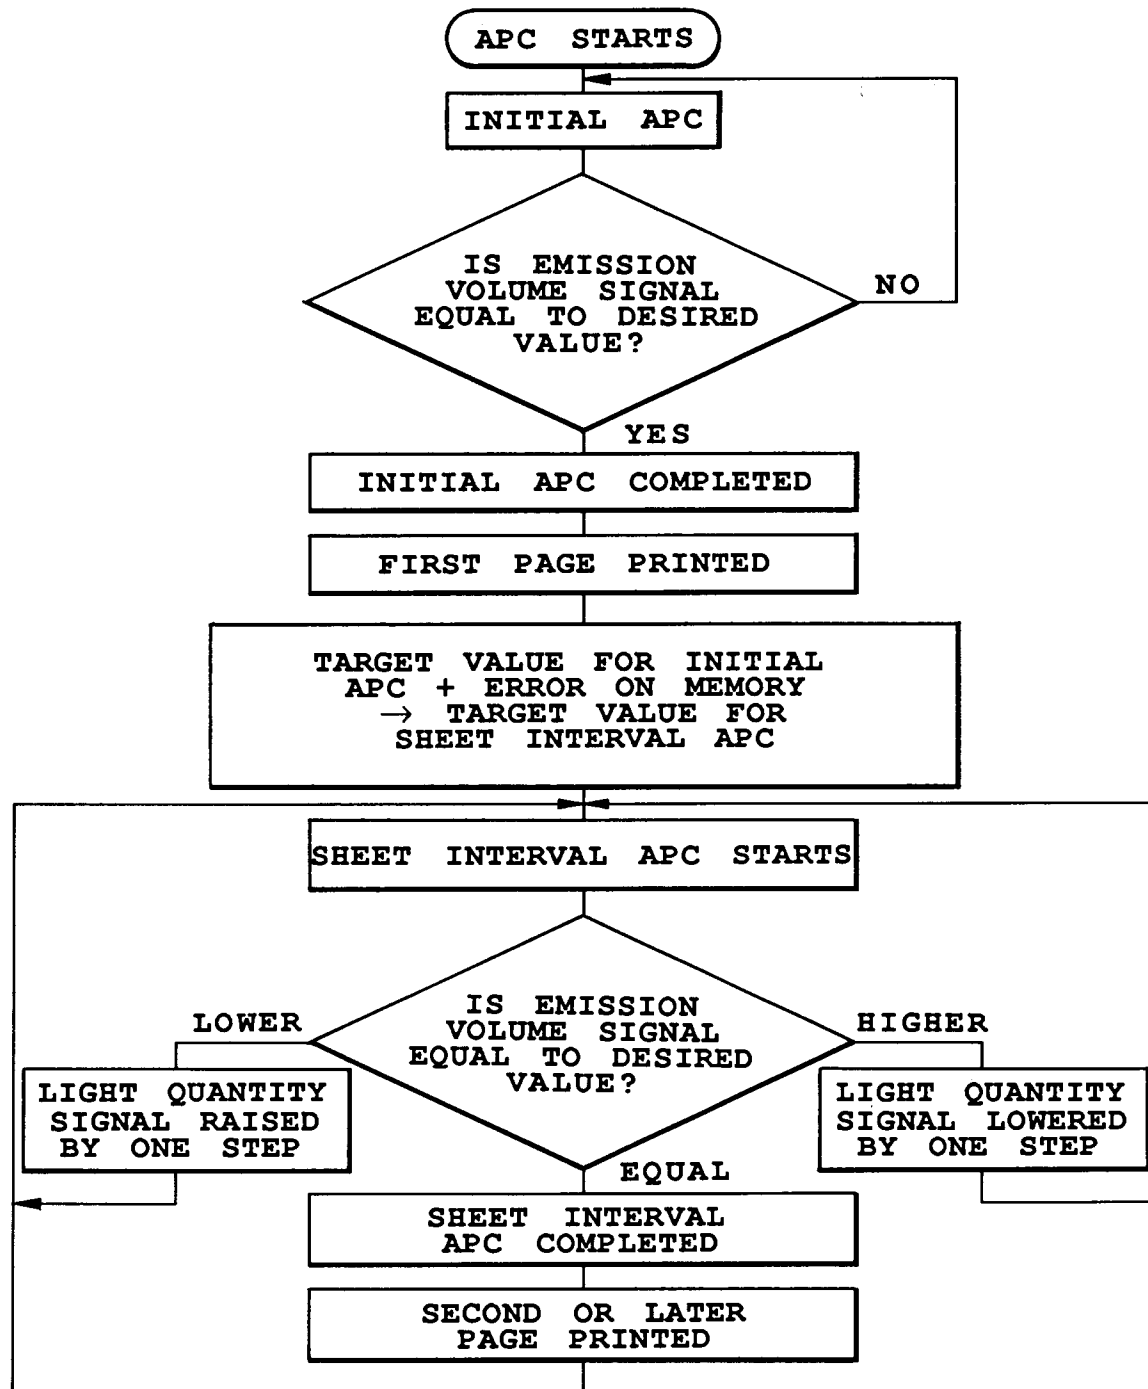 APC STARTS
INITIAL APC
IS EMISSION
VOLUME SIGNAL
EQUAL TO DESIRED
VALUE?
NO
YES
INITIAL APC COMPLETED
FIRST PAGE PRINTED
TARGET VALUE FOR INITIAL
APC + ERROR ON MEMORY
→ TARGET VALUE FOR
SHEET INTERVAL APC
SHEET INTERVAL APC STARTS
IS EMISSION
VOLUME SIGNAL
EQUAL TO DESIRED
VALUE?
LOWER
HIGHER
LIGHT QUANTITY
SIGNAL RAISED
BY ONE STEP
LIGHT QUANTITY
SIGNAL LOWERED
BY ONE STEP
EQUAL
SHEET INTERVAL
APC COMPLETED
SECOND OR LATER
PAGE PRINTED